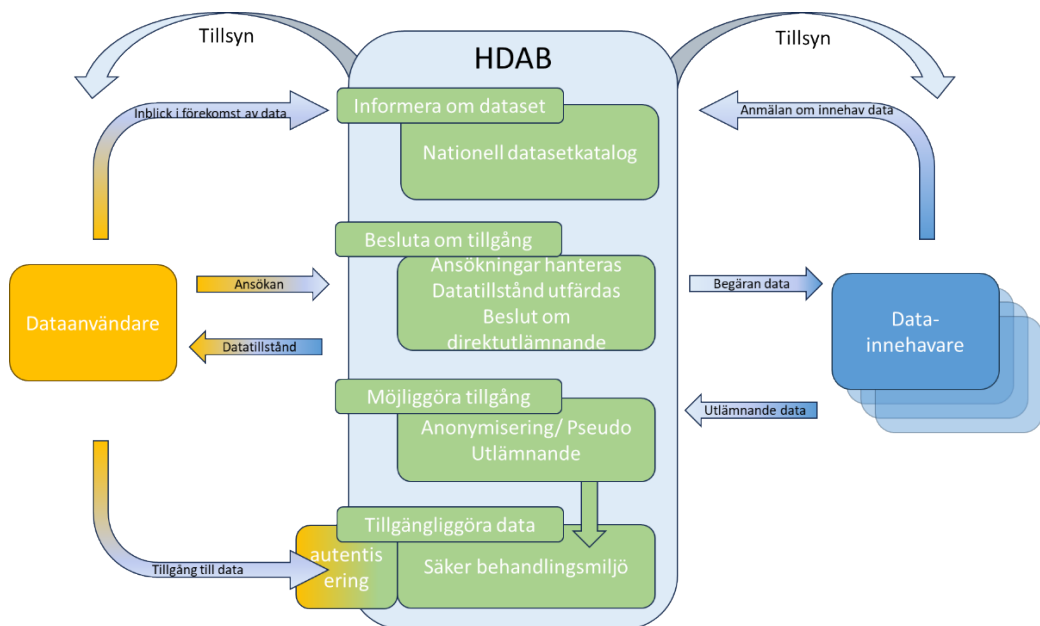 Tillsyn
Tillsyn
HDAB
Informera om dataset
Inblick i förekomst av data
Anmälan om innehav data
Nationell datasetkatalog
Besluta om tillgång
Ansökningar hanteras
Datatillstånd utfärdas
Beslut om
direktutlämnande
Ansökan
Begäran data
Dataanvändare
Data-
innehavare
Datatillstånd
Möjliggöra tillgång
Utlämnande data
Anonymisering/ Pseudo
Utlämnande
Tillgängliggöra data
autentis
ering
Säker behandlingsmiljö
Tillgång till data